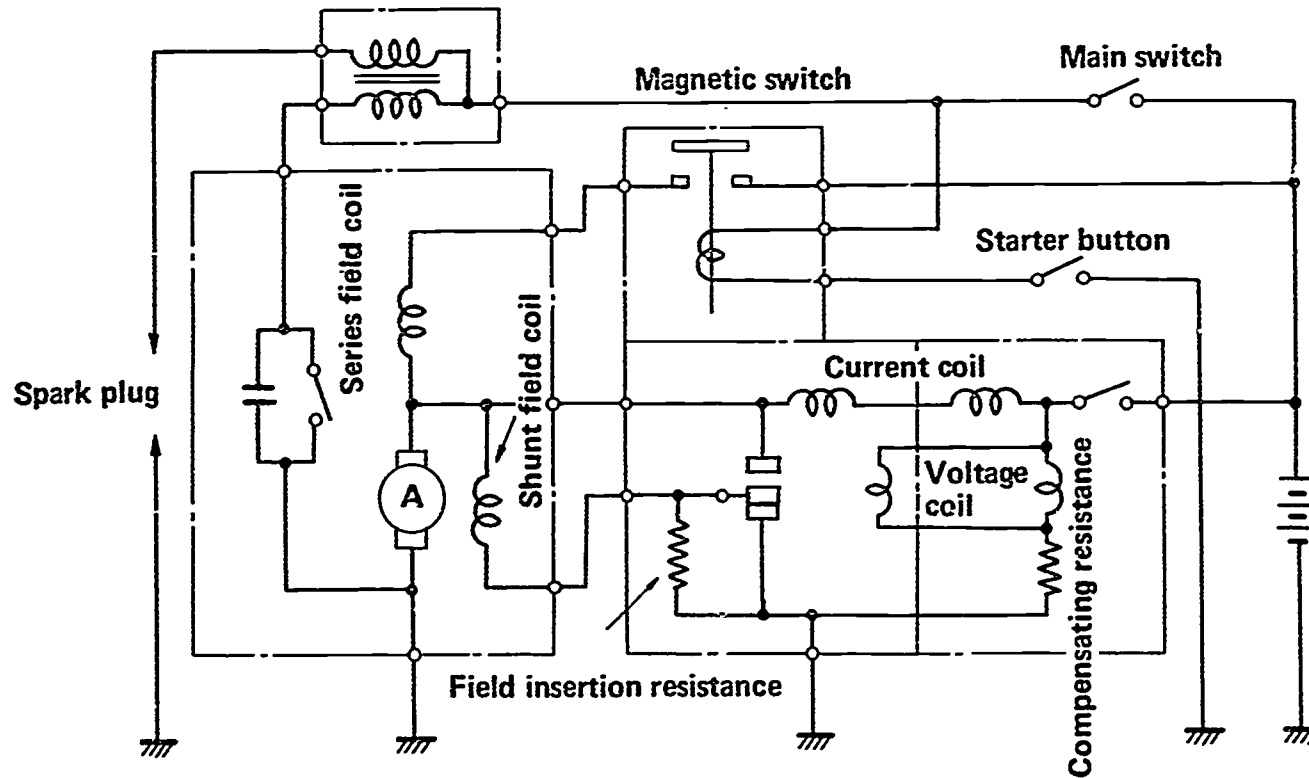 Magnetic switch
Main switch
Series field coil
Starter button
Shunt field coil
Current coil
Spark plug
A
Voltage
coil
Compensating resistance
Field insertion resistance